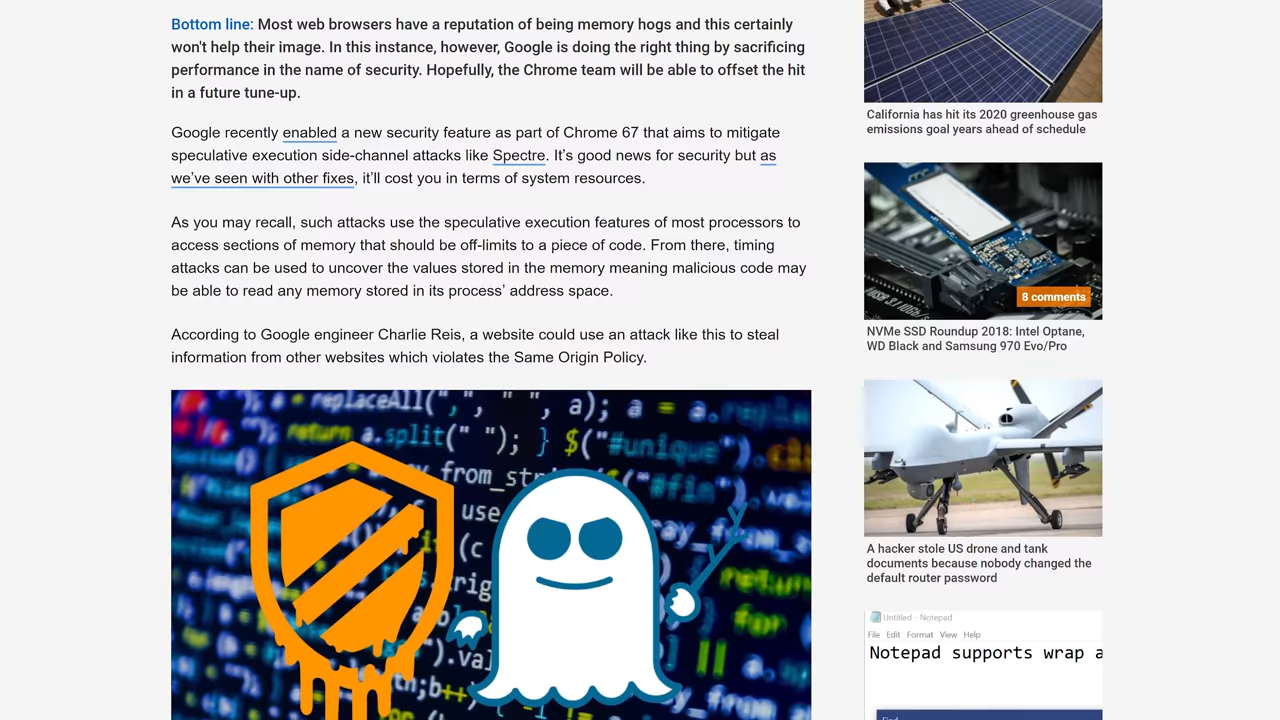 Bottom line: Most web browsers have a reputation of being memory hogs and this certainly
won't help their image. In this instance, however, Google is doing the right thing by sacrificing
performance in the name of security. Hopefully, the Chrome team will be able to offset the hit
in a future tune-up.
Google recently enabled a new security feature as part of Chrome 67 that aims to mitigate
speculative execution side-channel attacks like Spectre. It’s good news for security but as
we’ve seen with other fixes, it’ll cost you in terms of system resources.
As you may recall, such attacks use the speculative execution features of most processors to
access sections of memory that should be off-limits to a piece of code. From there, timing
attacks can be used to uncover the values stored in the memory meaning malicious code may
be able to read any memory stored in its process’ address space.
According to Google engineer Charlie Reis, a website could use an attack like this to steal
information from other websites which violates the Same Origin Policy.
replaceAll(",", " ", a); a =
return a.split(" "); } $("#unique")
use
California has hit its 2020 greenhouse gas
emissions goal years ahead of schedule
8 comments
NVMe SSD Roundup 2018: Intel Optane,
WD Black and Samsung 970 Evo/Pro
A hacker stole US drone and tank
documents because nobody changed the
default router password
Untitled - Notepad
File Edit Format View Help
Notepad supports wrap a